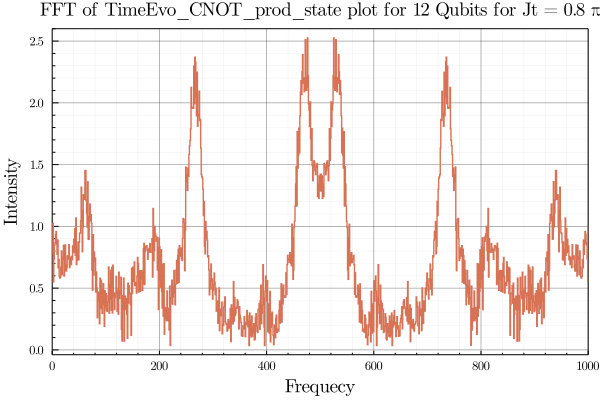 FFT of TimeEvo_CNOT_prod_state plot for 12 Qubits for Jt = 0.8 π
Intensity
2.5
2.0
1.5
1.0
0.5
0.0
0 200 400 600 800 1000
Frequecy